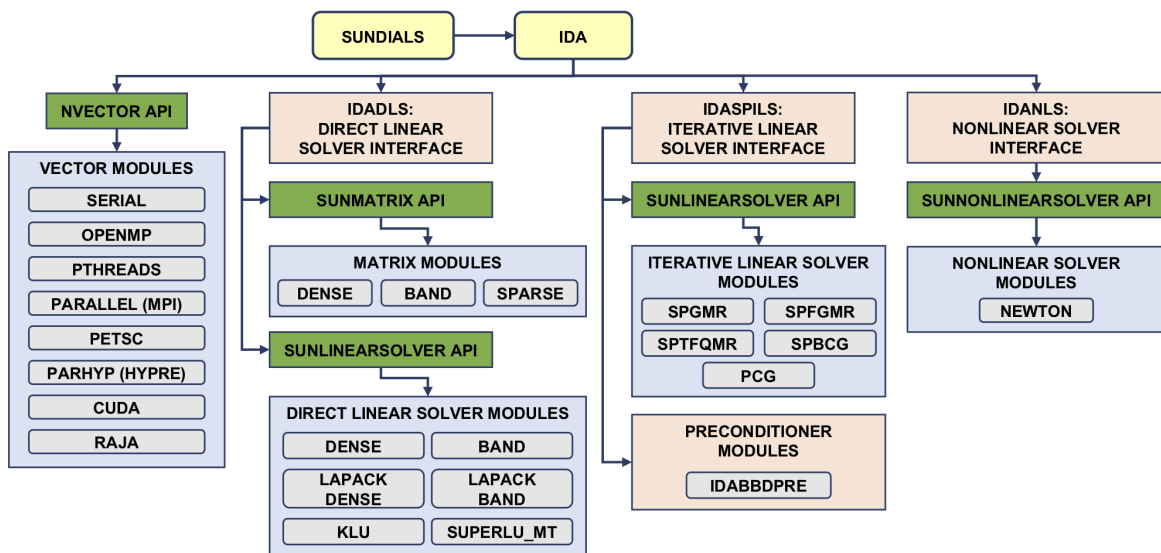 SUNDIALS
IDA
NVECTOR API
VECTOR MODULES
SERIAL
OPENMP
PTHREADS
PARALLEL (MPI)
PETSC
PARHYP (HYPRE)
CUDA
RAJA
IDADLS:
DIRECT LINEAR
SOLVER INTERFACE
SUNMATRIX API
MATRIX MODULES
DENSE
BAND
SPARSE
SUNLINEARSOLVER API
DIRECT LINEAR SOLVER MODULES
DENSE
BAND
LAPACK
DENSE
LAPACK
BAND
KLU
SUPERLU_MT
IDASPILS:
ITERATIVE LINEAR
SOLVER INTERFACE
SUNLINEARSOLVER API
ITERATIVE LINEAR SOLVER
MODULES
SPGMR
SPFGMR
SPTFQMR
SPBCG
PCG
PRECONDITIONER
MODULES
IDABBDPRE
IDANLS:
NONLINEAR SOLVER
INTERFACE
SUNNONLINEARSOLVER API
NONLINEAR SOLVER
MODULES
NEWTON